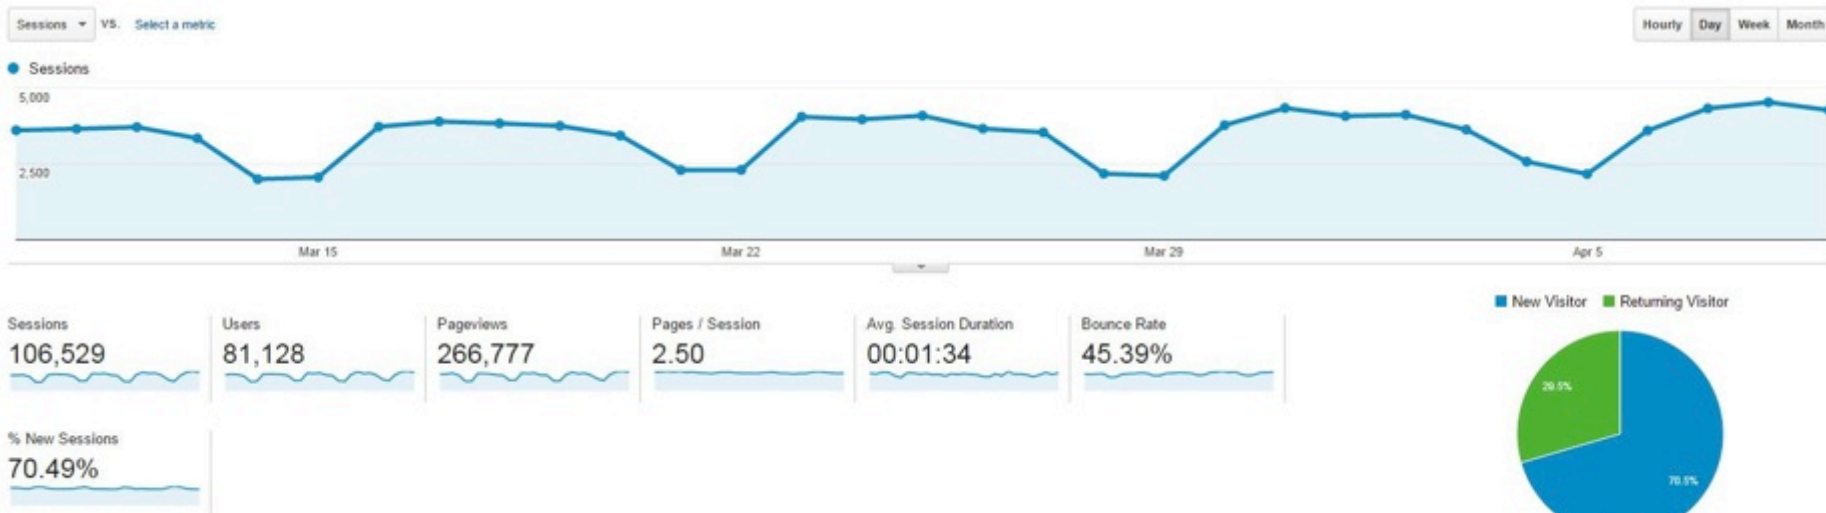 Sessions VS. Select a metric
Hourly Day Week Month
Sessions
5,000
2,500
Mar 15 Mar 22 Mar 29 Apr 5
New Visitor Returning Visitor
Sessions
106,529
Users
81,128
Pageviews
266,777
Pages / Session
2.50
Avg. Session Duration
00:01:34
Bounce Rate
45.39%
% New Sessions
70.49%
29.5%
70.5%